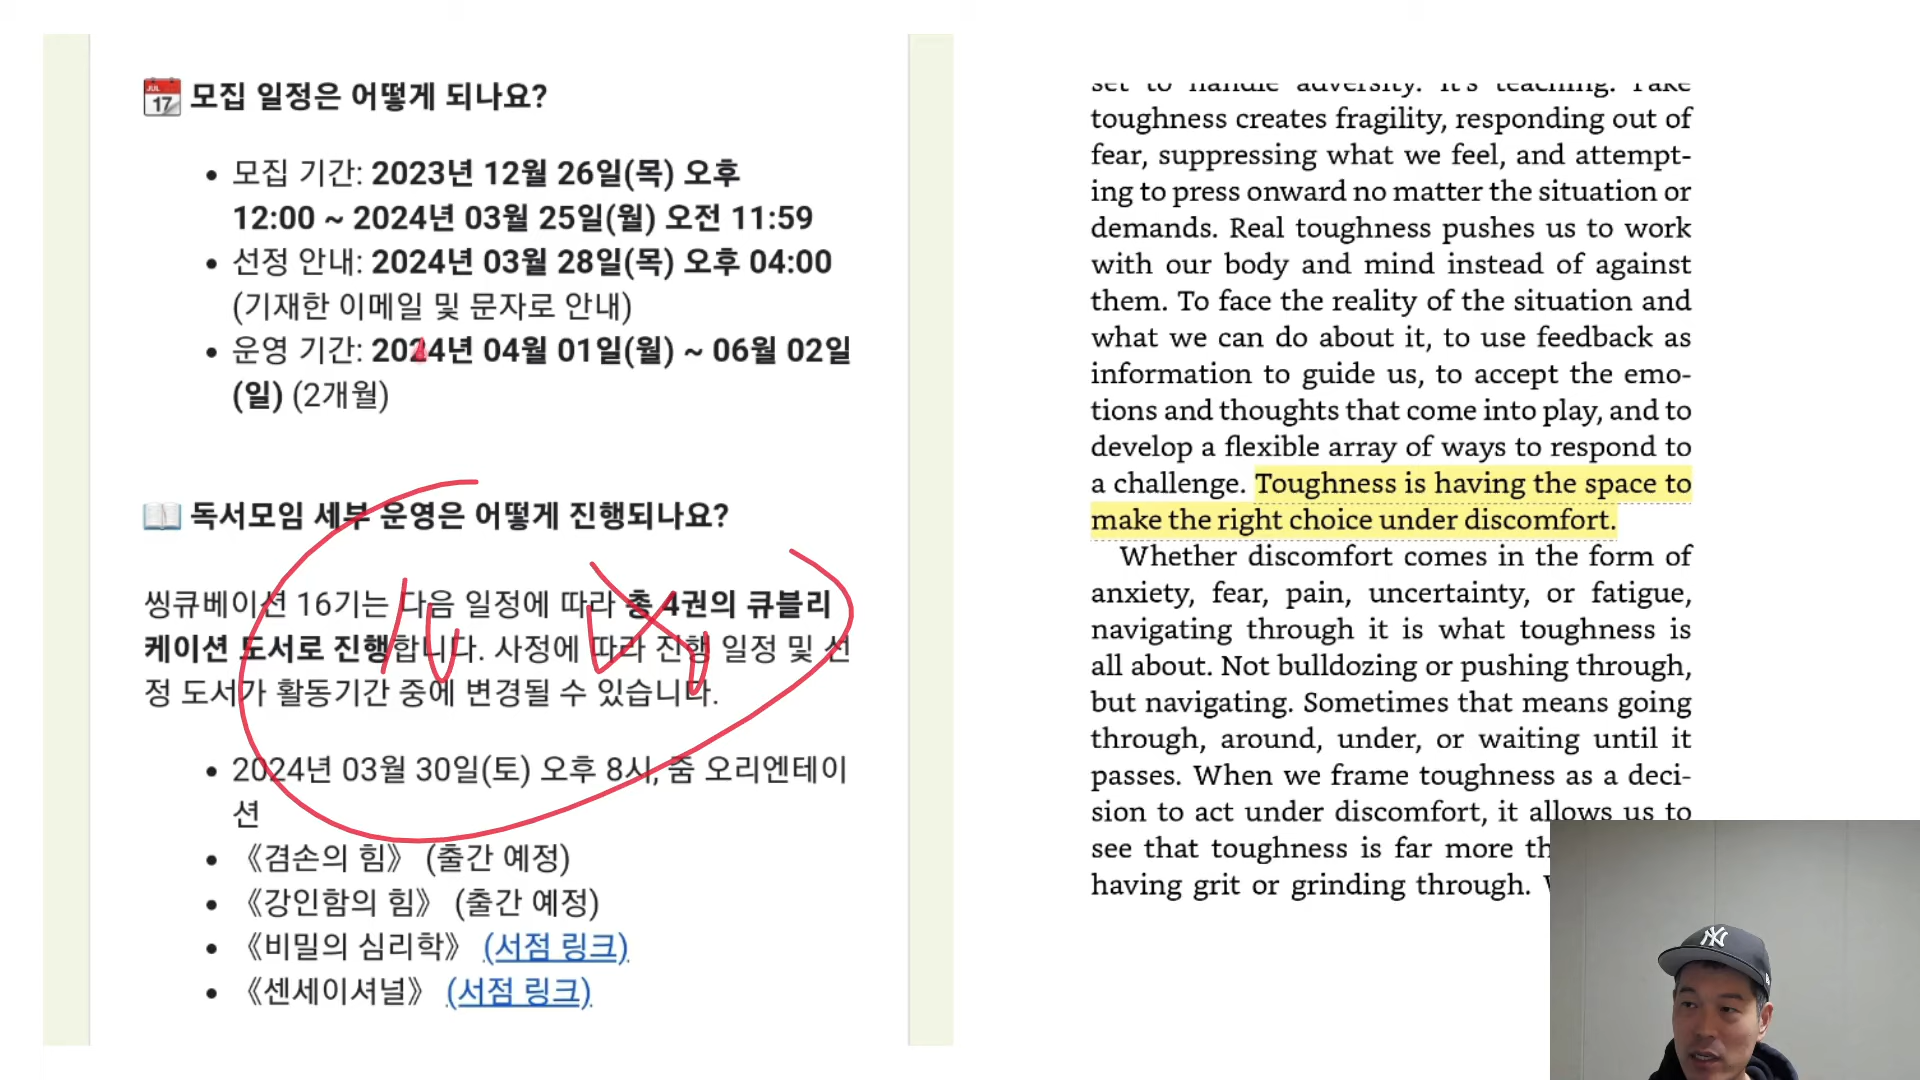 모집 일정은 어떻게 되나요?
모집 기간: 2023년 12월 26일(목) 오후
12:00 ~ 2024년 03월 25일(월) 오전 11:59
선정 안내: 2024년 03월 28일(목) 오후 04:00
(기재한 이메일 및 문자로 안내)
운영 기간: 2024년 04월 01일(월) ~ 06월 02일
(일) (2개월)
독서모임 세부 운영은 어떻게 진행되나요?
씽큐베이션 16기는 다음 일정에 따라 총 4권의 큐블리
케이션 도서로 진행합니다. 사정에 따라 진행 일정 및 선
정 도서가 활동기간 중에 변경될 수 있습니다.
2024년 03월 30일(토) 오후 8시, 줌 오리엔테이
션
《겸손의 힘》 (출간 예정)
《강인함의 힘》 (출간 예정)
《비밀의 심리학》 (서점 링크)
《센세이셔널》 (서점 링크)
set to handle adversity. It's teaching. Fake
toughness creates fragility, responding out of
fear, suppressing what we feel, and attempt-
ing to press onward no matter the situation or
demands. Real toughness pushes us to work
with our body and mind instead of against
them. To face the reality of the situation and
what we can do about it, to use feedback as
information to guide us, to accept the emo-
tions and thoughts that come into play, and to
develop a flexible array of ways to respond to
a challenge. Toughness is having the space to
make the right choice under discomfort.
Whether discomfort comes in the form of
anxiety, fear, pain, uncertainty, or fatigue,
navigating through it is what toughness is
all about. Not bulldozing or pushing through,
but navigating. Sometimes that means going
through, around, under, or waiting until it
passes. When we frame toughness as a deci-
sion to act under discomfort, it allows us to
see that toughness is far more
having grit or grinding through.
NY